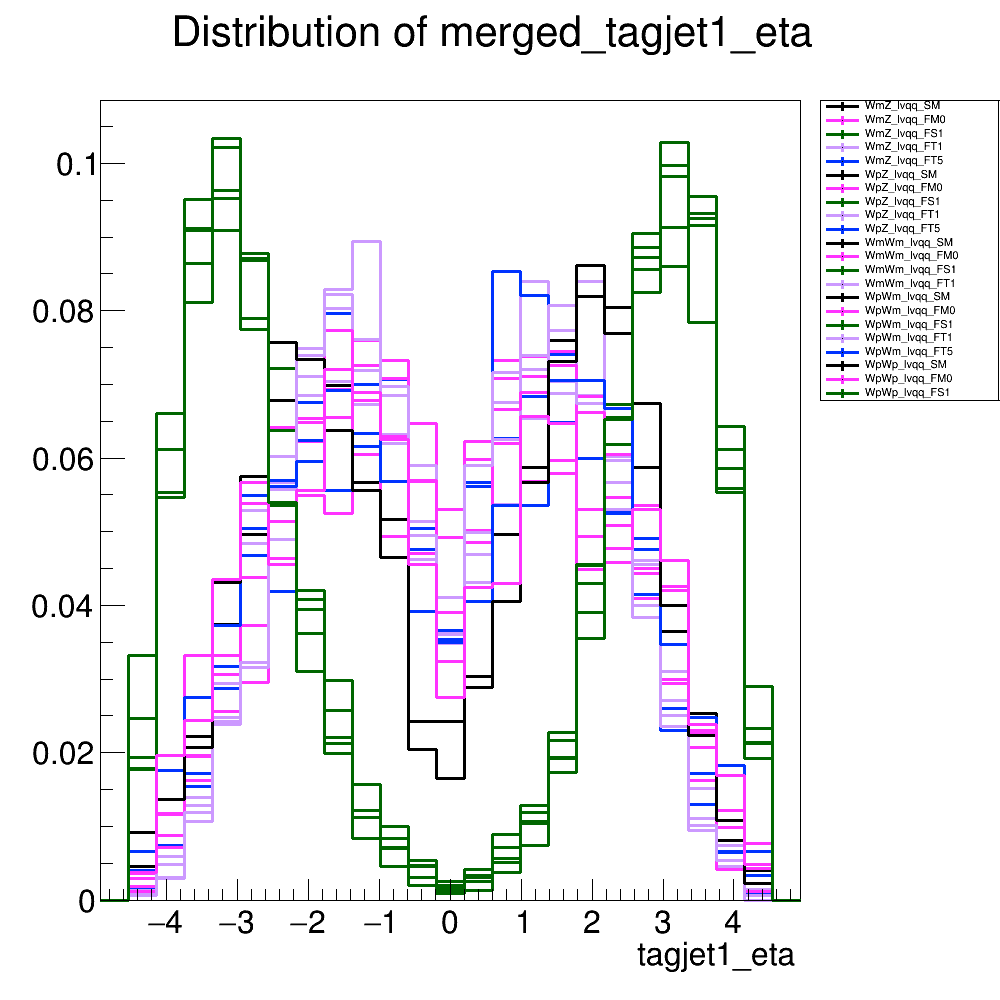 Distribution of merged_tagjet1_eta
WmZ_lvqq_SM
WmZ_lvqq_FM0
WmZ_lvqq_FS1
WmZ_lvqq_FT1
WmZ_lvqq_FT5
WpZ_lvqq_SM
WpZ_lvqq_FM0
WpZ_lvqq_FS1
WpZ_lvqq_FT1
WpZ_lvqq_FT5
WmWm_lvqq_SM
WmWm_lvqq_FM0
WmWm_lvqq_FS1
WmWm_lvqq_FT1
WpWm_lvqq_SM
WpWm_lvqq_FM0
WpWm_lvqq_FS1
WpWm_lvqq_FT1
WpWm_lvqq_FT5
WpWp_lvqq_SM
WpWp_lvqq_FM0
WpWp_lvqq_FS1
0.1
0.08
0.06
0.04
0.02
0
−4 −3 −2 −1 0 1 2 3 4
tagjet1_eta